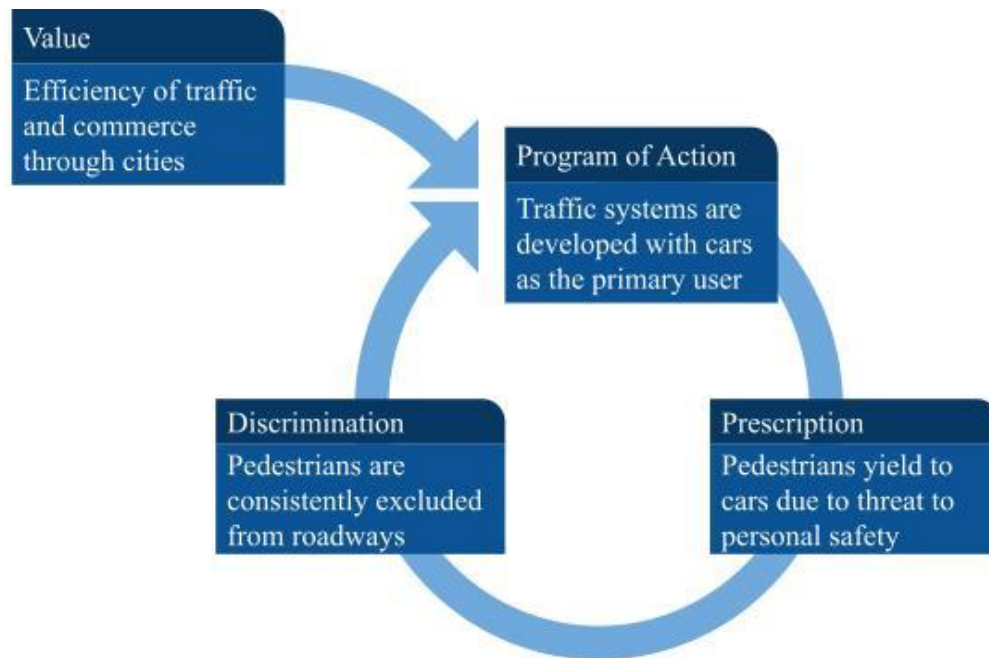 Value
Efficiency of traffic
and commerce
through cities
Program of Action
Traffic systems are
developed with cars
as the primary user
Discrimination
Pedestrians are
consistently excluded
from roadways
Prescription
Pedestrians yield to
cars due to threat to
personal safety